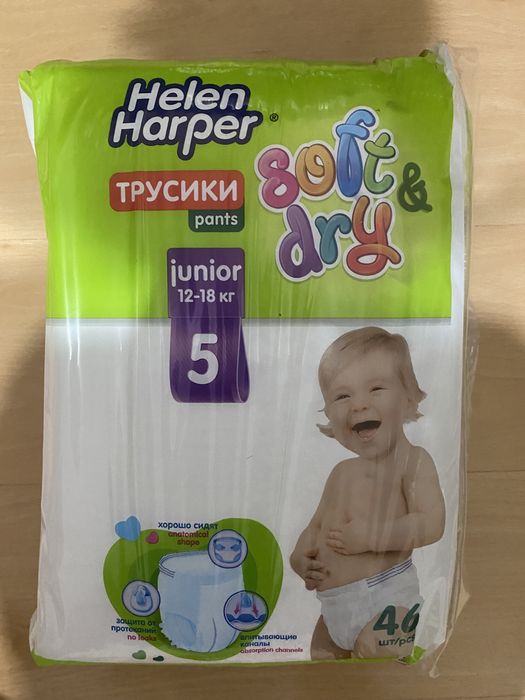 Helen
Harper®
ТРУСИКИ
pants
soft &
dry
junior
12-18 кг
5
хорошо сидят
anatomical
shape
защита от
протеканий
no leaks
впитывающие
каналы
absorption channels
46
шт/pcs